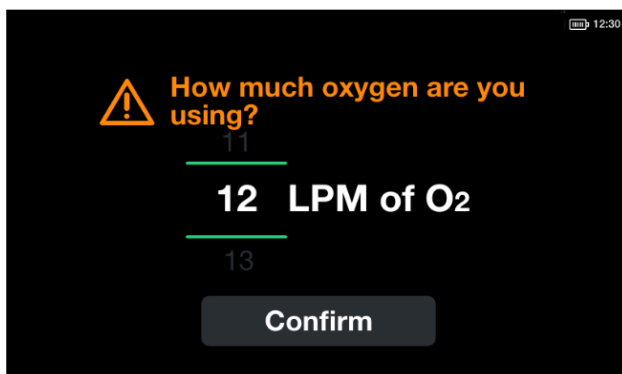 12:30
How much oxygen are you
using?
11
12 LPM of O2
13
Confirm